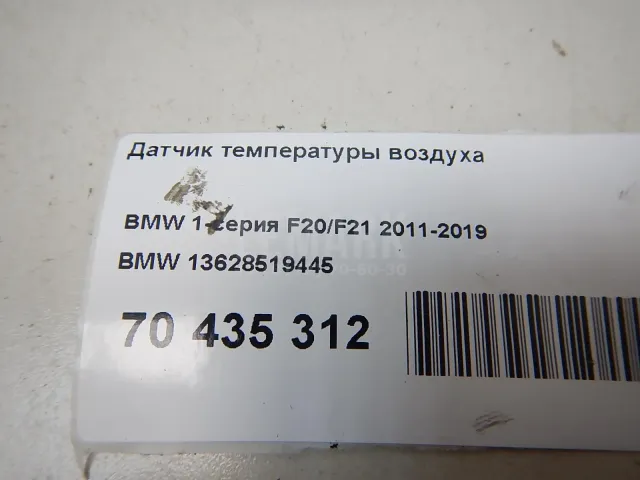 Датчик температуры воздуха
BMW 1-серия F20/F21 2011-2019
BMW 13628519445
70 435 312